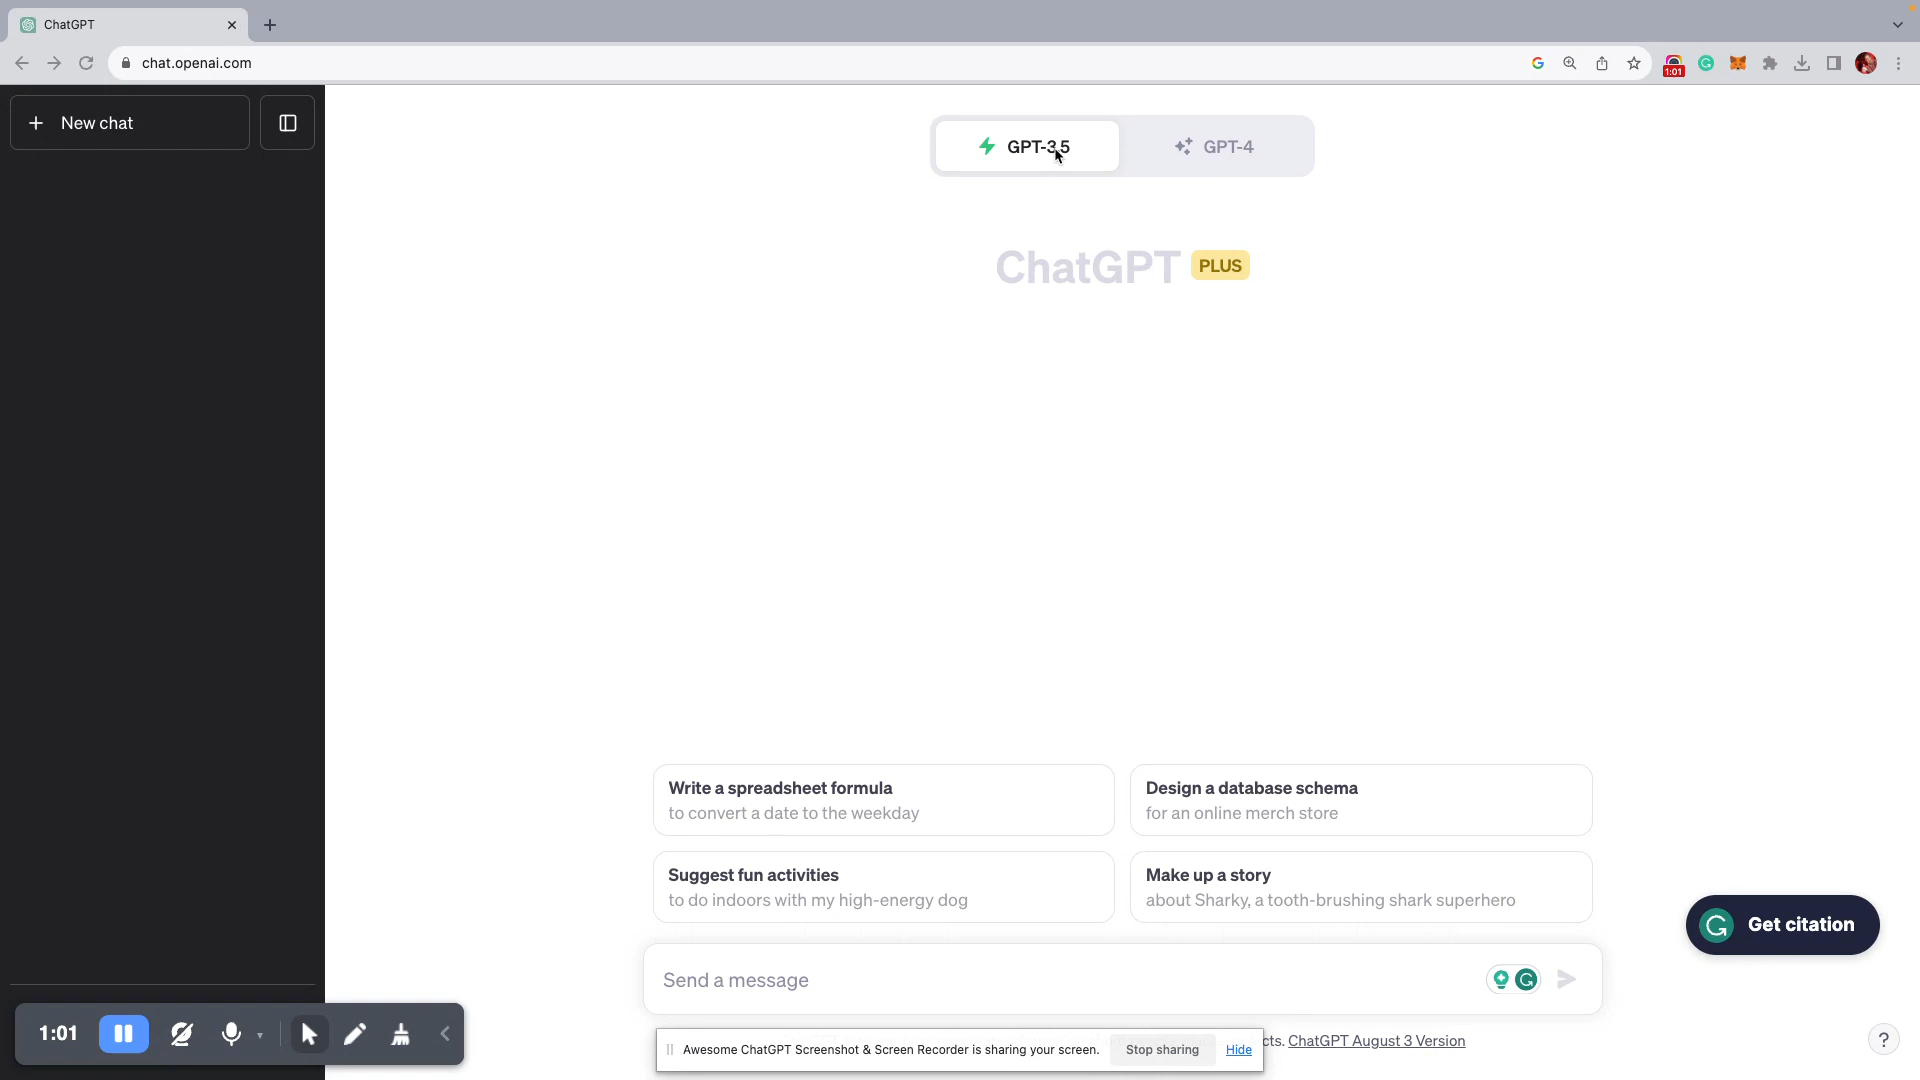 ChatGPT
chat.openai.com
1:01
New chat
GPT-3.5
GPT-4
ChatGPT PLUS
Write a spreadsheet formula
to convert a date to the weekday
Design a database schema
for an online merch store
Suggest fun activities
to do indoors with my high-energy dog
Make up a story
about Sharky, a tooth-brushing shark superhero
Get citation
Send a message
1:01
Awesome ChatGPT Screenshot & Screen Recorder is sharing your screen. Stop sharing Hide
cts. ChatGPT August 3 Version
?